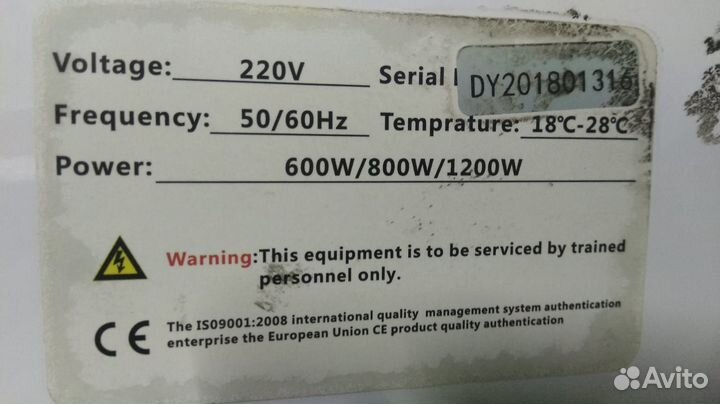 Voltage: 220V Serial DY201801316
Frequency: 50/60Hz Temprature: 18℃-28℃
Power: 600W/800W/1200W
Warning:This equipment is to be serviced by trained
personnel only.
CE The ISO9001:2008 international quality management system authentication
enterprise the European Union CE product quality authentication
Avito